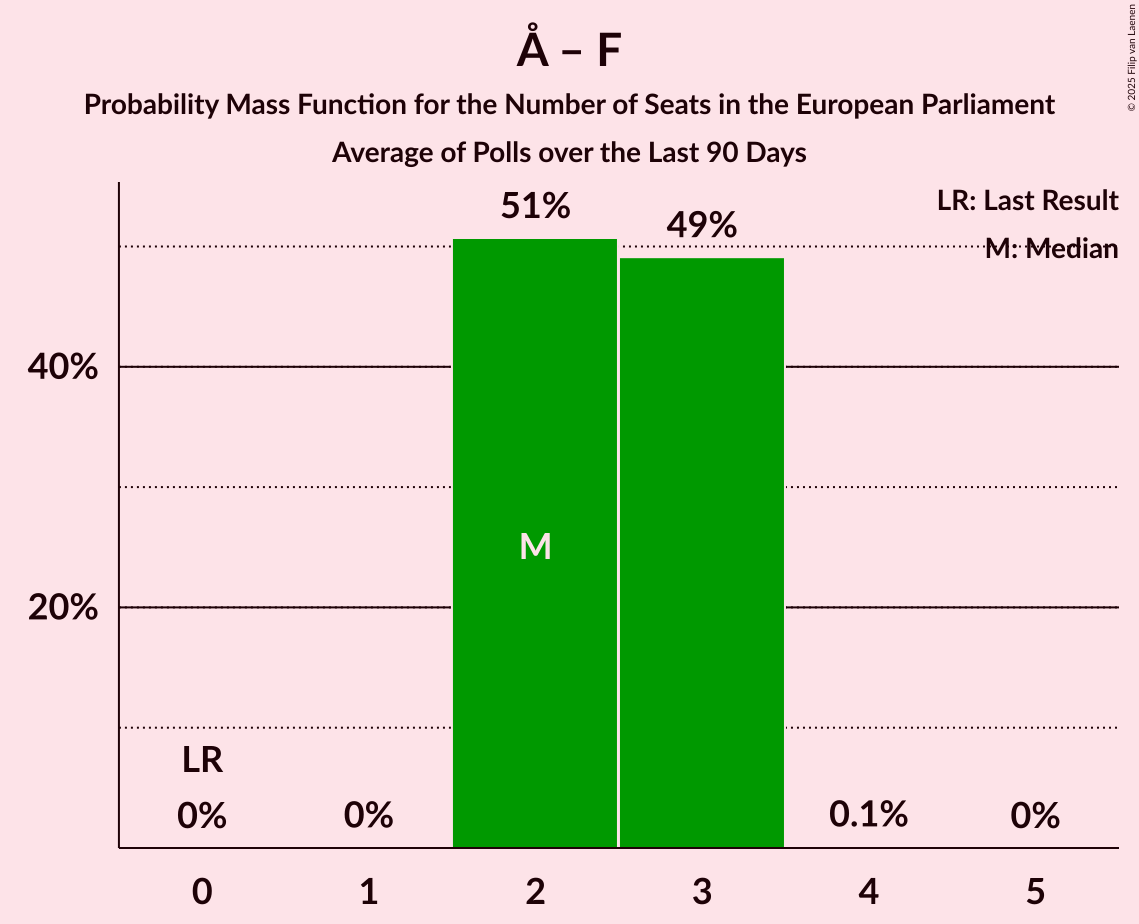 Å – F
Probability Mass Function for the Number of Seats in the European Parliament
Average of Polls over the Last 90 Days
© 2025 Filip van Laenen
LR: Last Result
M: Median
51%
49%
40%
20%
M
LR
0%
0%
0.1%
0%
0
1
2
3
4
5